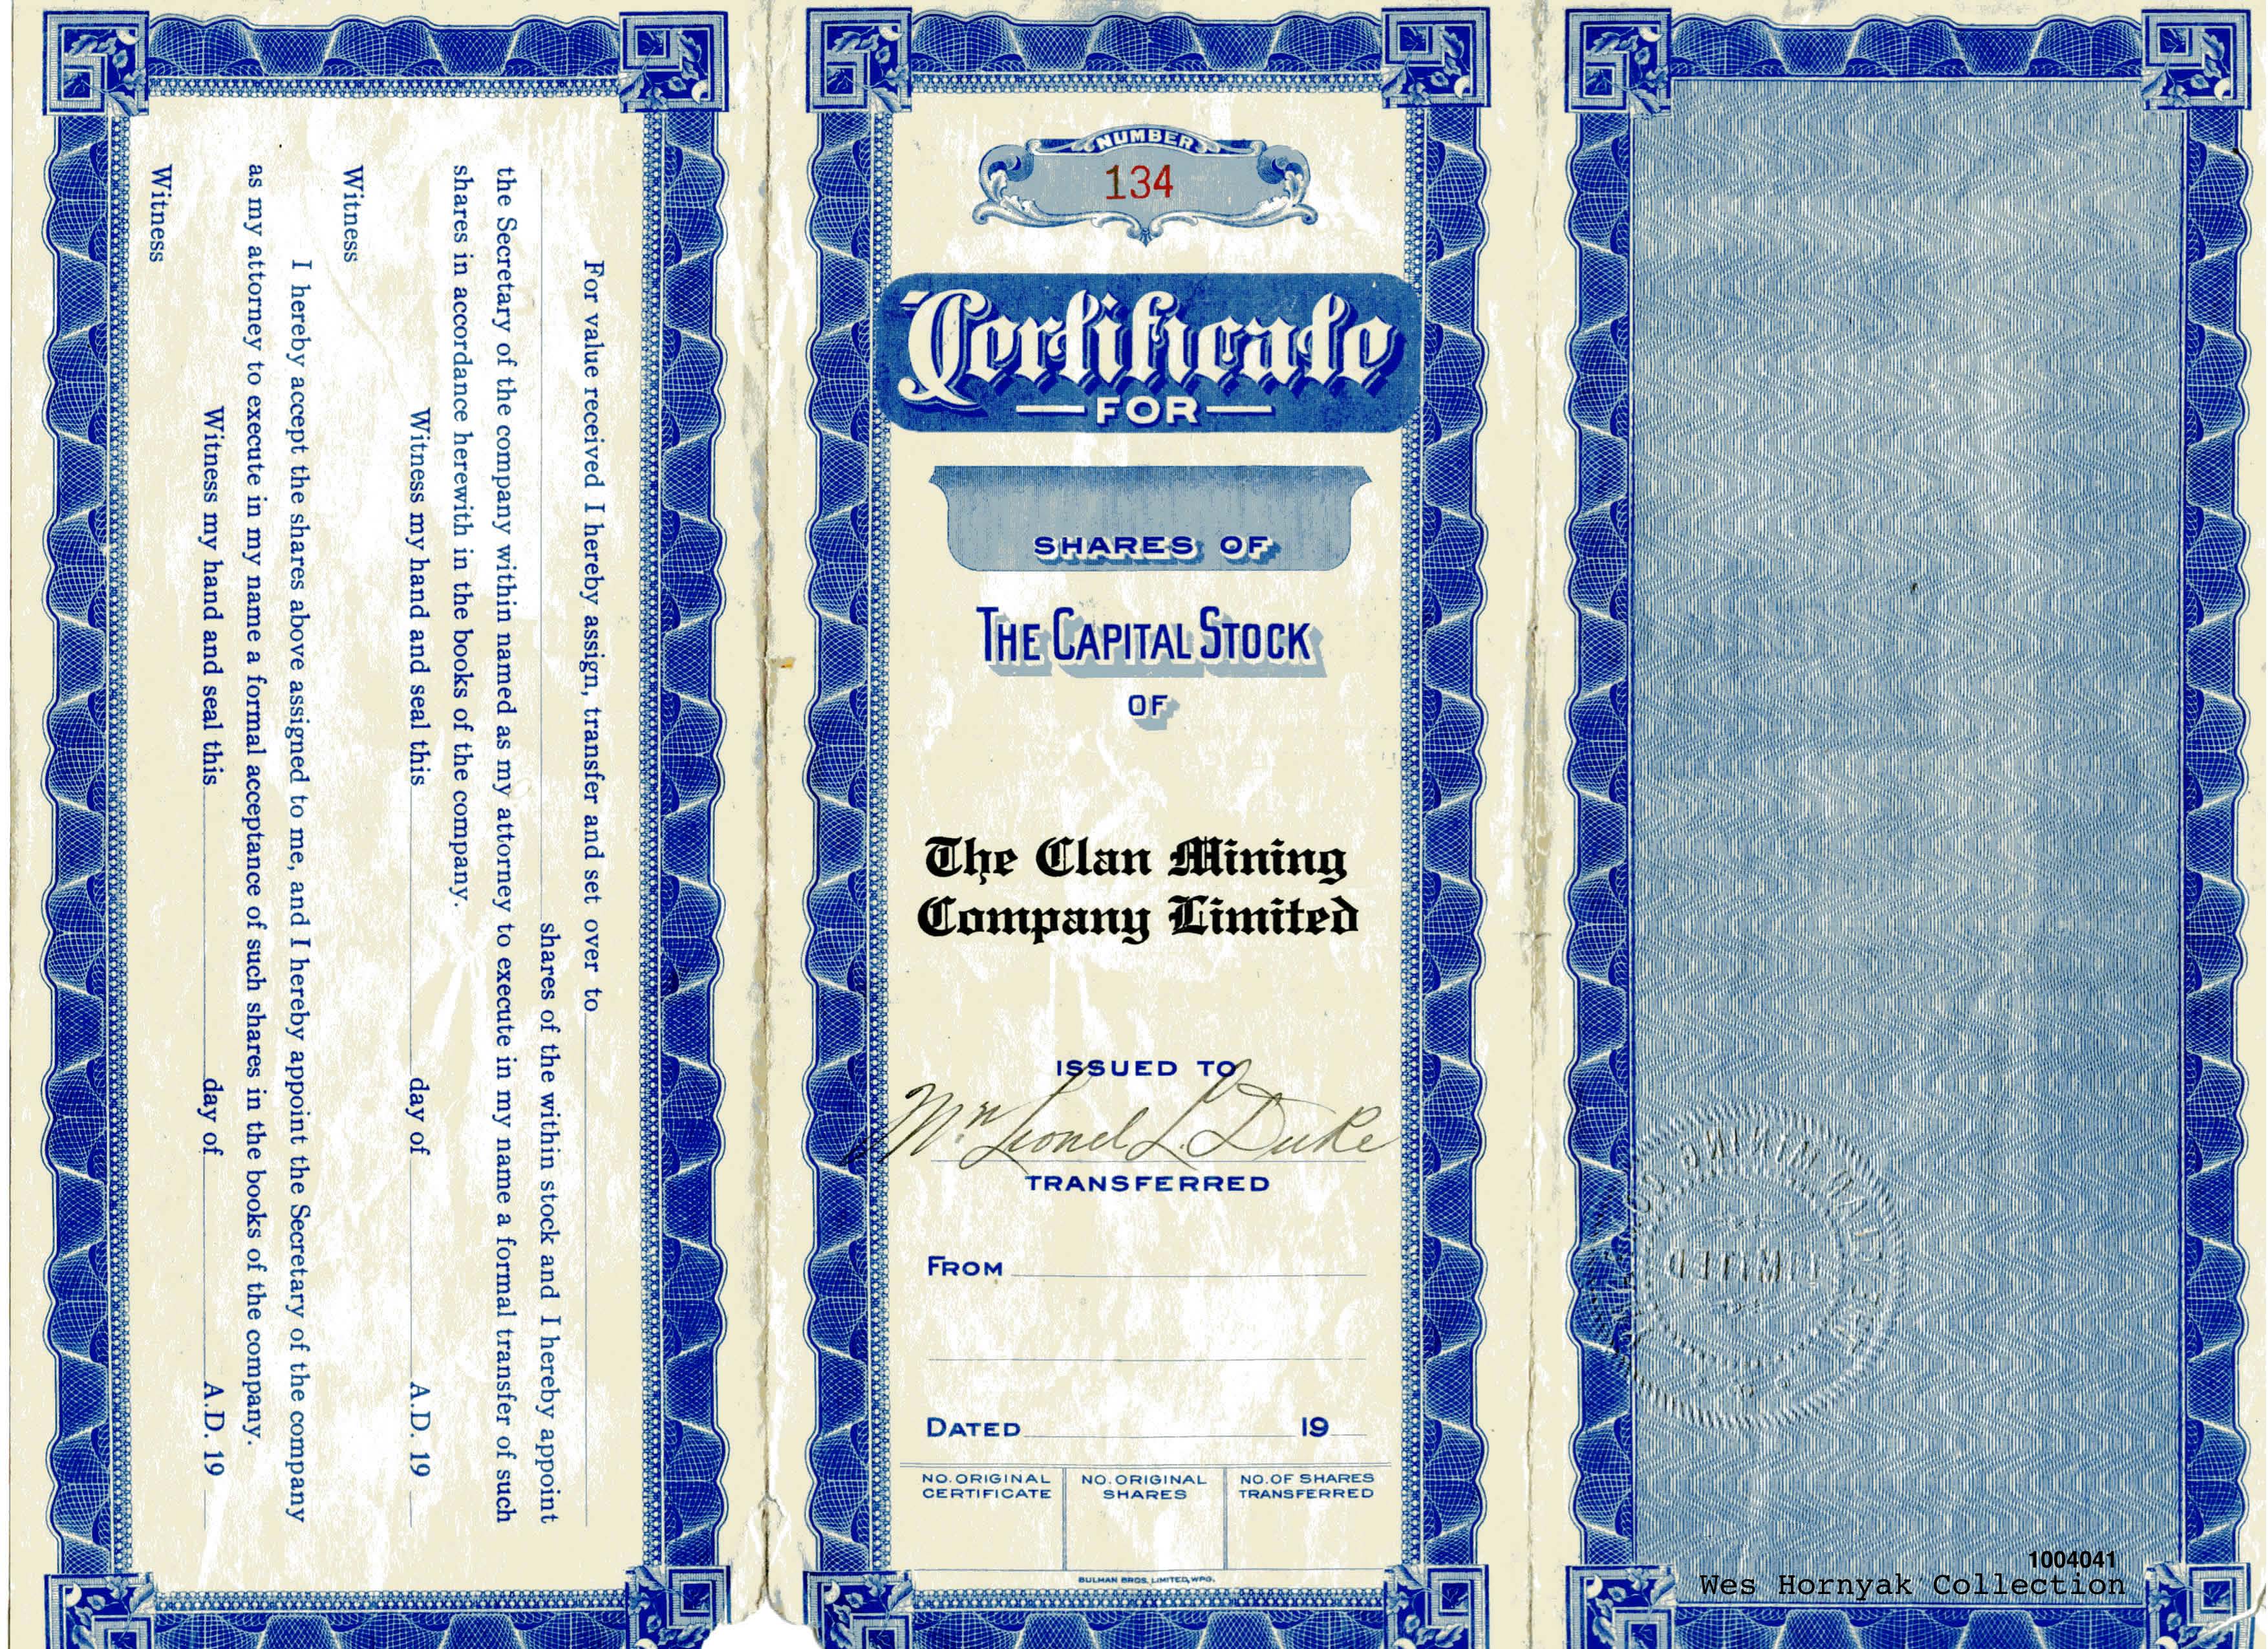 For value received I hereby assign, transfer and set over to
shares of the within stock and I hereby appoint
the Secretary of the company within named as my attorney to execute in my name a formal transfer of such
shares in accordance herewith in the books of the company.
Witness my hand and seal this day of A.D. 19
Witness
I hereby accept the shares above assigned to me, and I hereby appoint the Secretary of the company
as my attorney to execute in my name a formal acceptance of such shares in the books of the company.
Witness my hand and seal this day of A.D. 19
Witness
NUMBER
134
Certificate
FOR
SHARES OF
THE CAPITAL STOCK
OF
The Clan Mining
Company Limited
ISSUED TO
Mr. Lionel L. Duke
TRANSFERRED
FROM
DATED 19
NO. ORIGINAL CERTIFICATE
NO. ORIGINAL SHARES
NO. OF SHARES TRANSFERRED
BULMAN BROS. LIMITED, WPG.
CLAN MINING CO
LIMITED
1004041
Wes Hornyak Collection